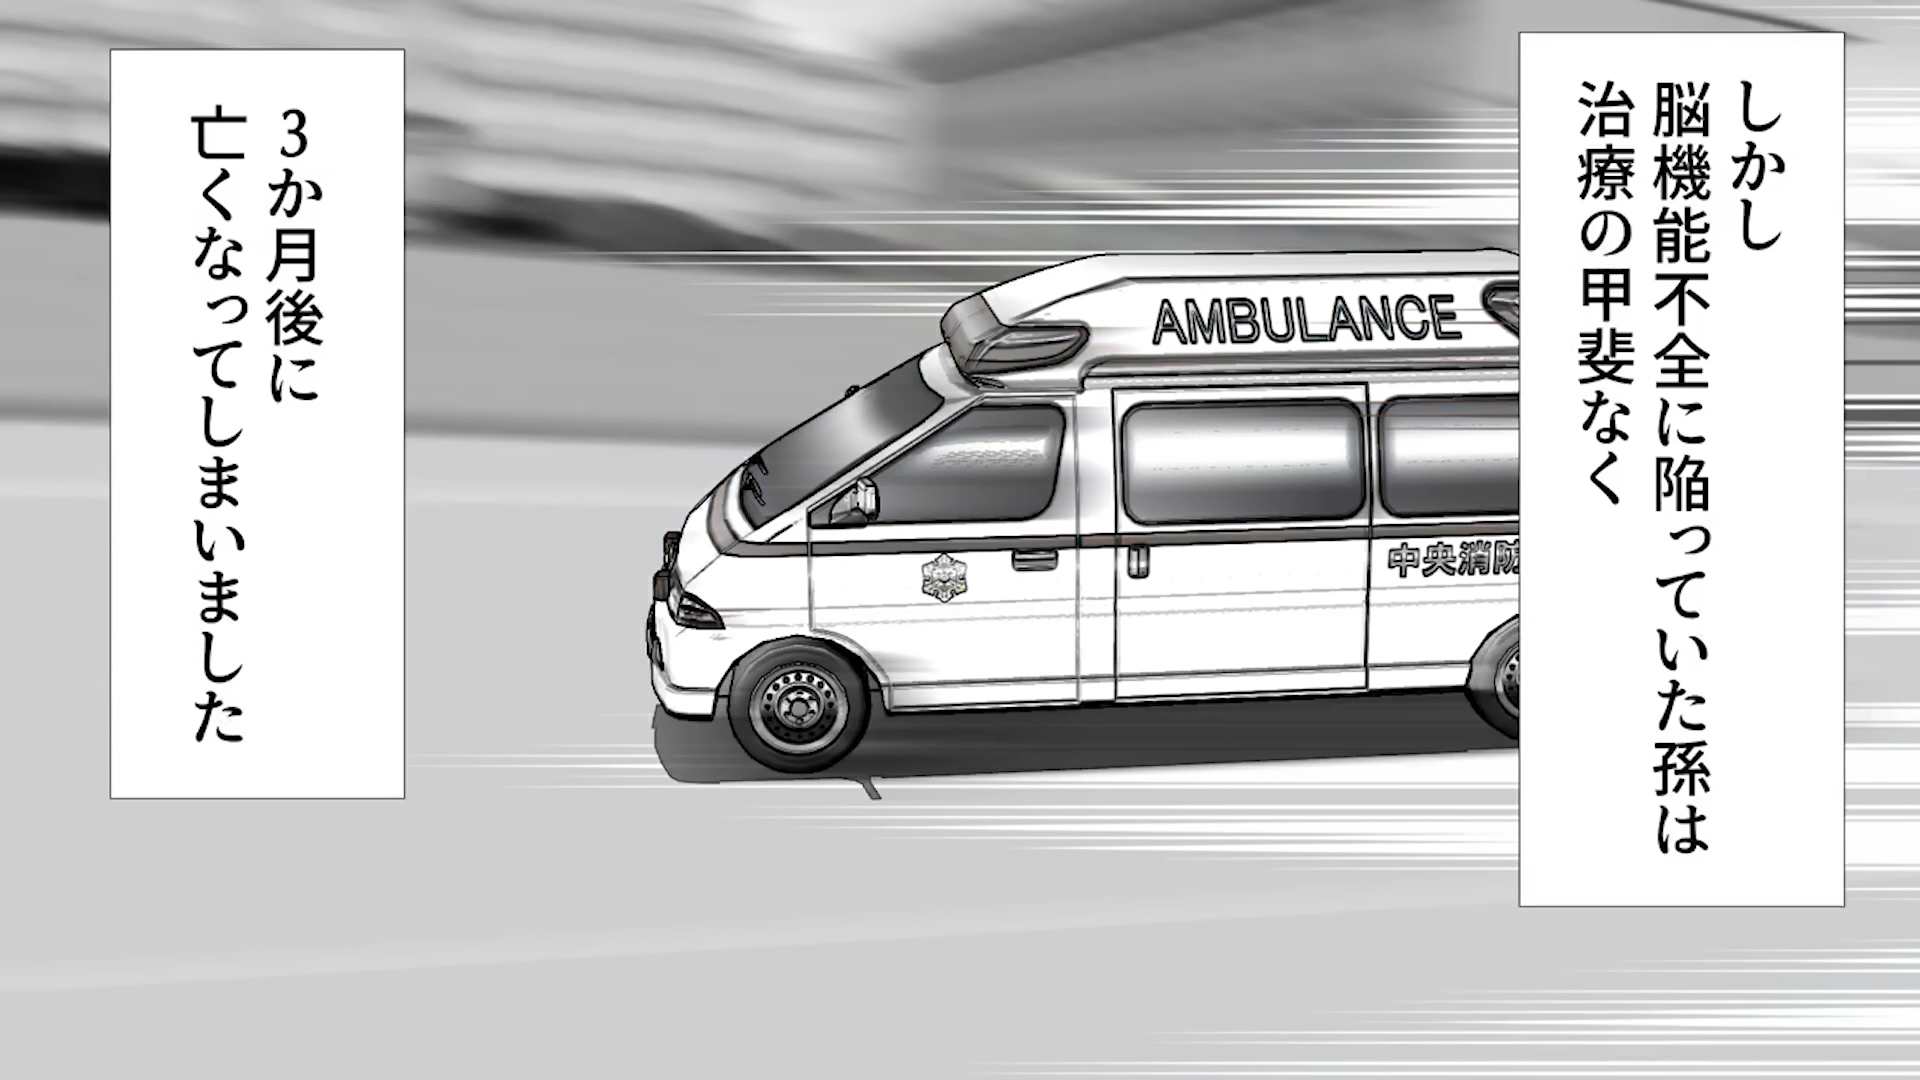 しかし
脳機能不全に陥っていた孫は
治療の甲斐なく
3か月後に
亡くなってしまいました
AMBULANCE
中央消防